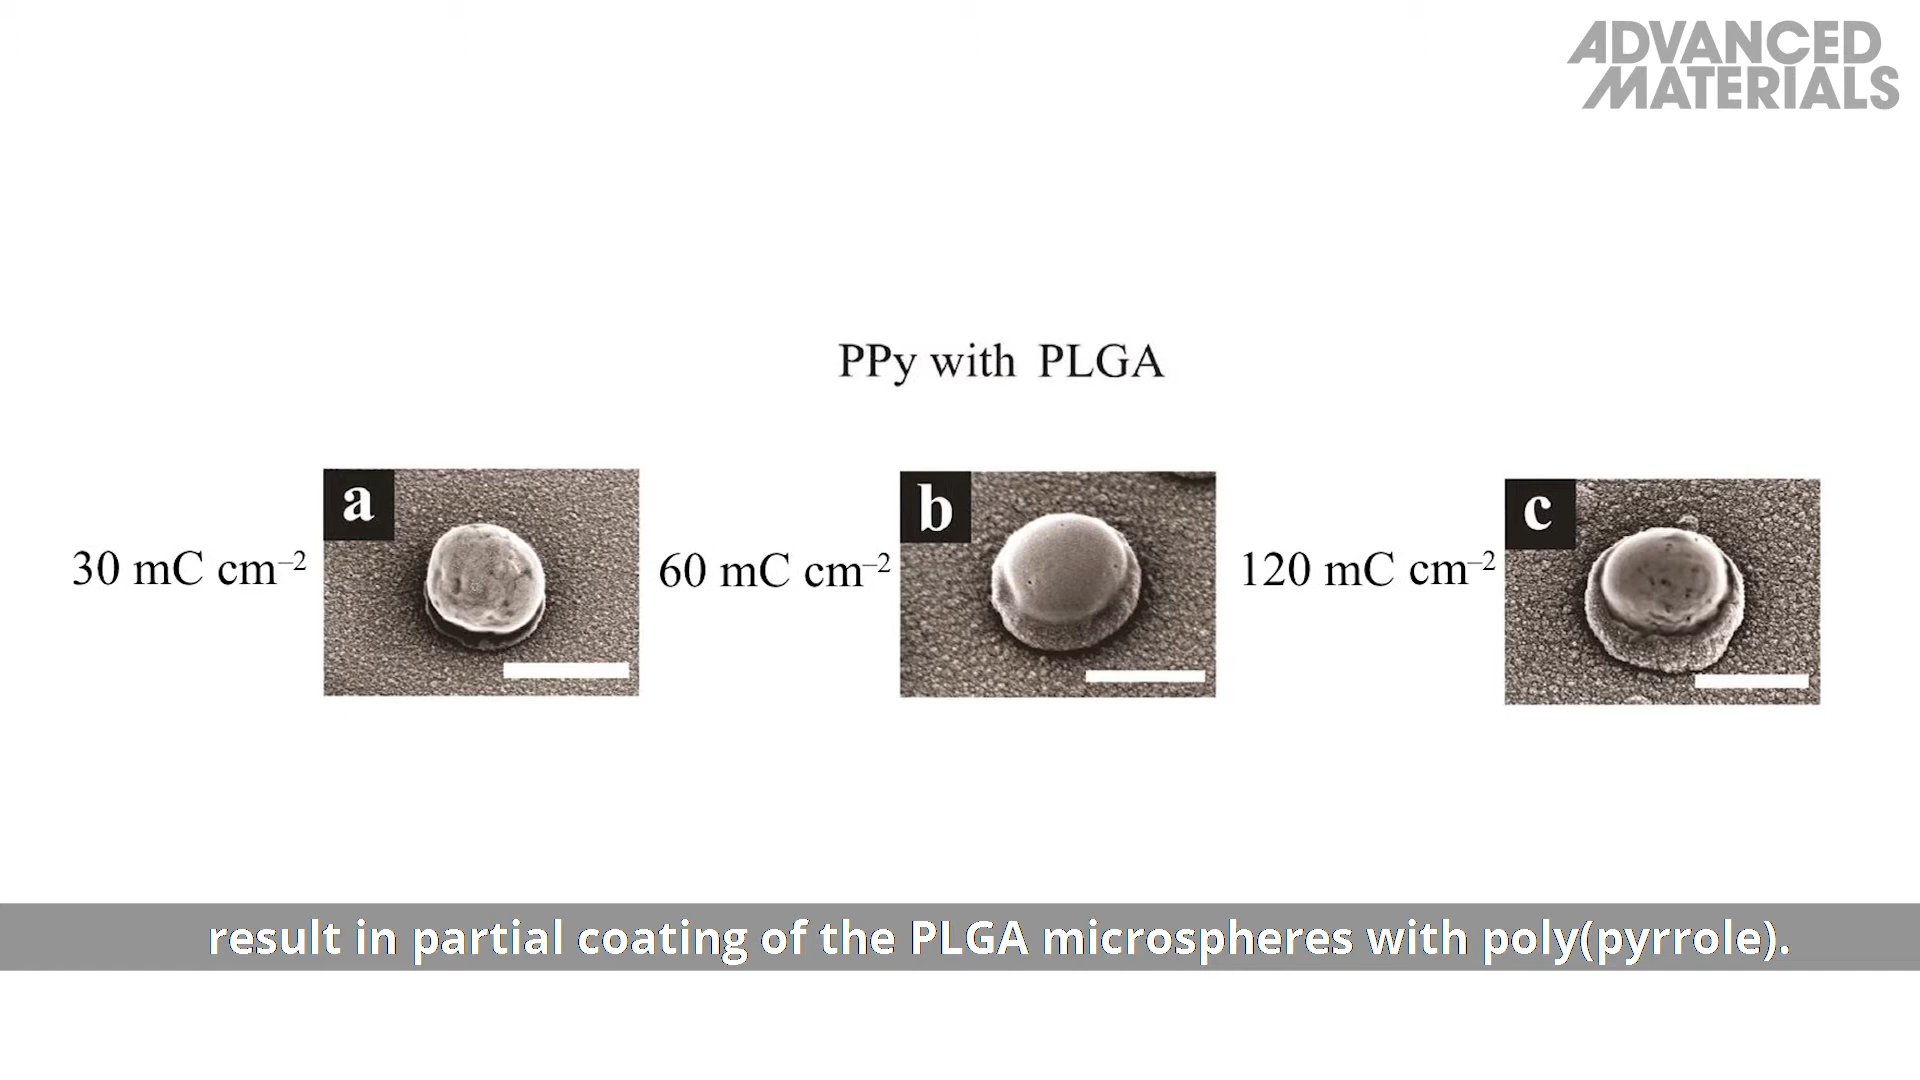 ADVANCED
MATERIALS
PPy with PLGA
a
b
c
30 mC cm⁻²
60 mC cm⁻²
120 mC cm⁻²
result in partial coating of the PLGA microspheres with poly(pyrrole).